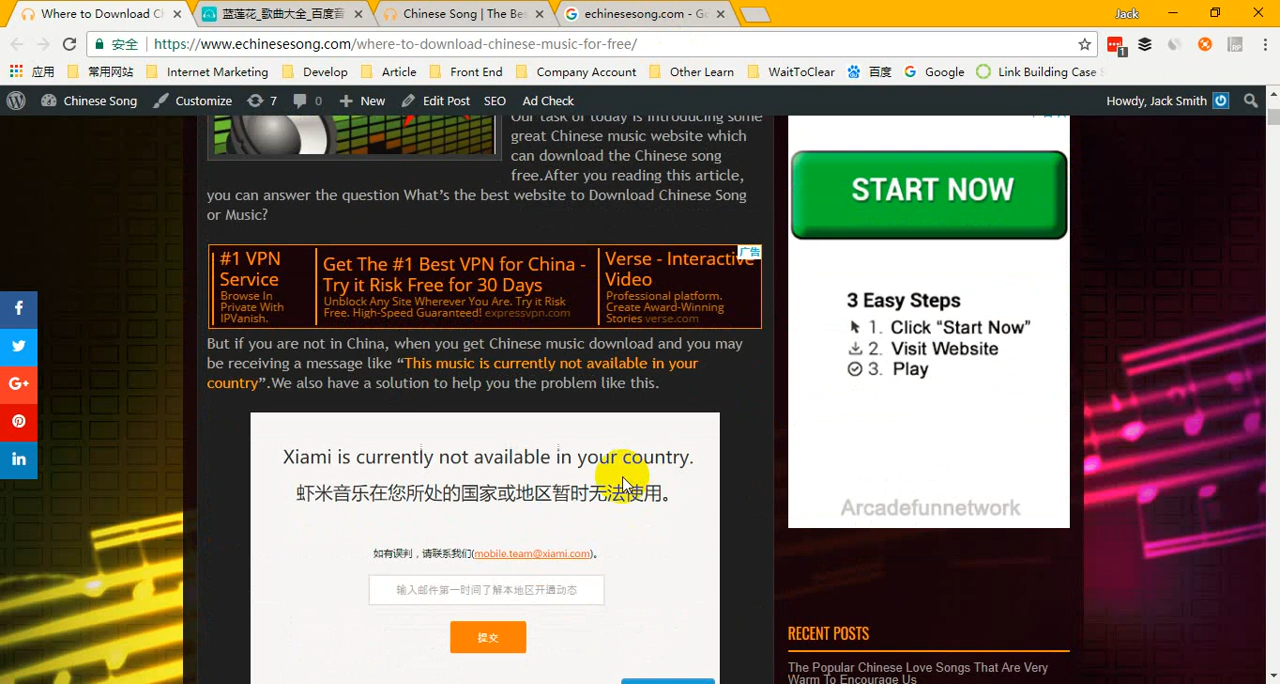 Where to Download C
蓝莲花_歌曲大全_百度音
Chinese Song | The Be
echinesesong.com - G
Jack
安全
https://www.echinesesong.com/where-to-download-chinese-music-for-free/
1
应用
常用网站
Internet Marketing
Develop
Article
Front End
Company Account
Other Learn
WaitToClear
百度
Google
Link Building Case S
Chinese Song
Customize
7
0
New
Edit Post
SEO
Ad Check
Howdy, Jack Smith
Our task of today is introducing some
great Chinese music website which
can download the Chinese song
free.After you reading this article,
you can answer the question What’s the best website to Download Chinese Song
or Music?
#1 VPN
Service
Browse In
Private With
IPVanish.
Get The #1 Best VPN for China -
Try it Risk Free for 30 Days
Unblock Any Site Wherever You Are. Try it Risk
Free. High-Speed Guaranteed! expressvpn.com
Verse - Interactive
Video
Professional platform.
Create Award-Winning
Stories verse.com
广告
But if you are not in China, when you get Chinese music download and you may
be receiving a message like “This music is currently not available in your
country”.We also have a solution to help you the problem like this.
Xiami is currently not available in your country.
虾米音乐在您所处的国家或地区暂时无法使用。
如有误判，请联系我们(mobile.team@xiami.com)。
输入邮件第一时间了解本地区开通动态
提交
START NOW
3 Easy Steps
1. Click “Start Now”
2. Visit Website
3. Play
Arcadefunnetwork
RECENT POSTS
The Popular Chinese Love Songs That Are Very
Warm To Encourage Us